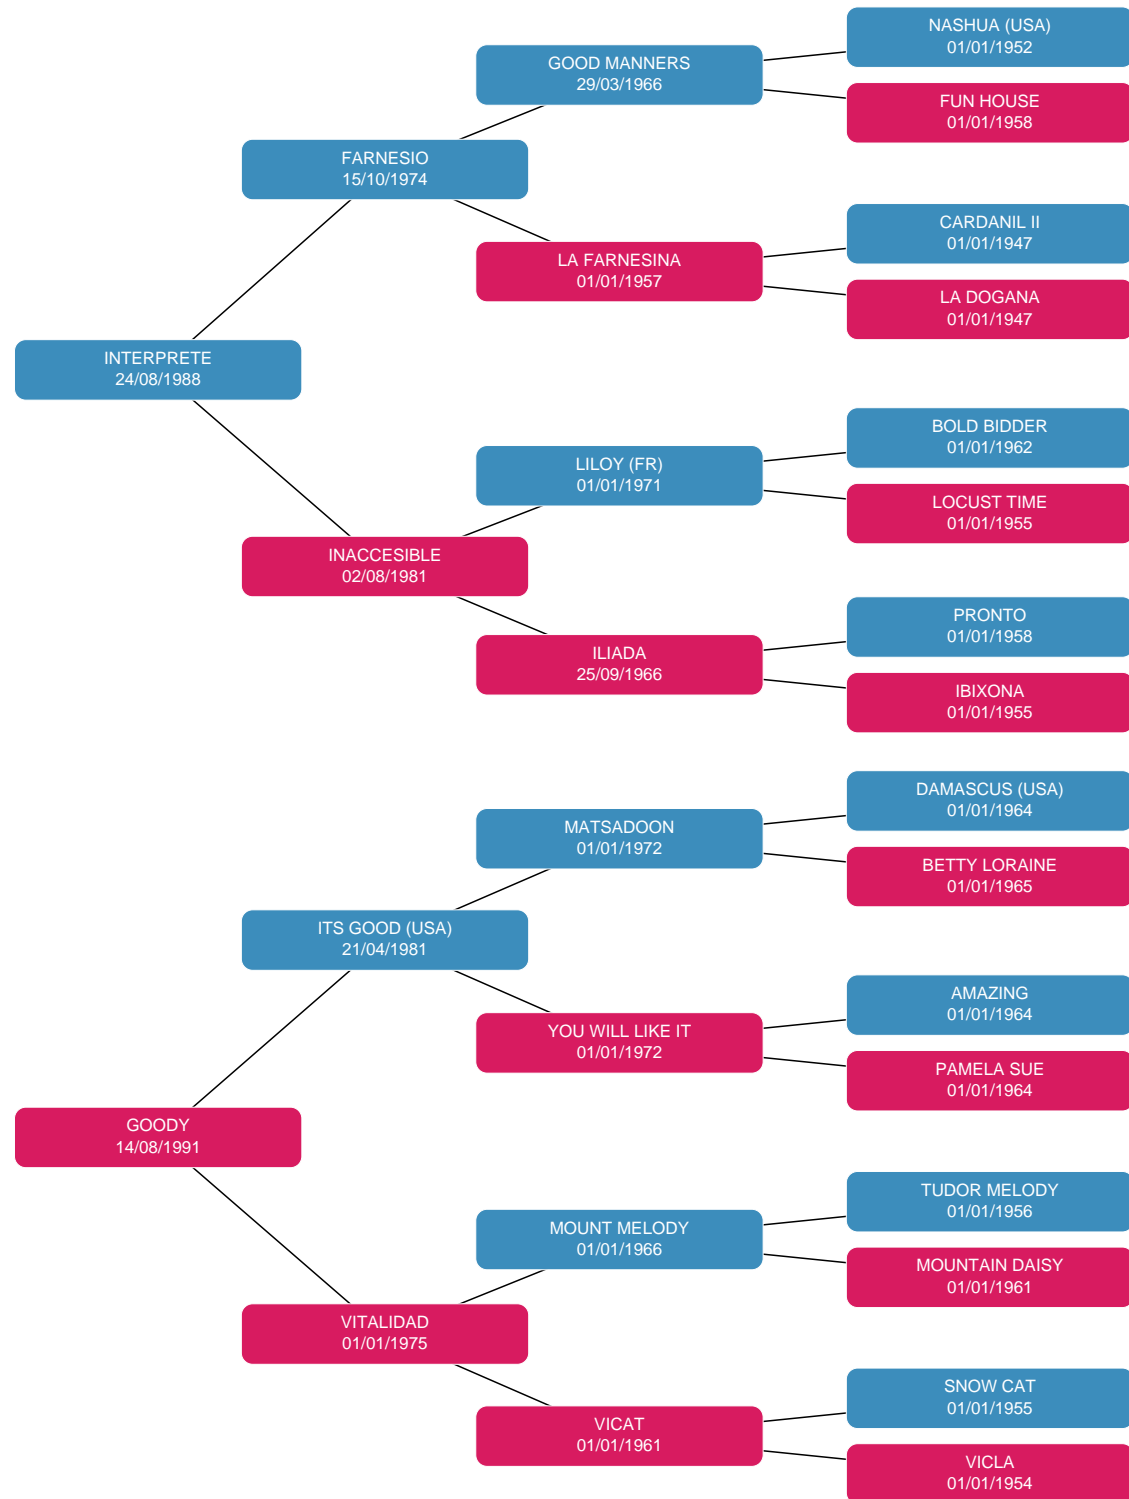 NASHUA (USA)
01/01/1952
GOOD MANNERS
29/03/1966
FUN HOUSE
01/01/1958
FARNESIO
15/10/1974
CARDANIL II
01/01/1947
LA FARNESINA
01/01/1957
LA DOGANA
01/01/1947
INTERPRETE
24/08/1988
BOLD BIDDER
01/01/1962
LILOY (FR)
01/01/1971
LOCUST TIME
01/01/1955
INACCESIBLE
02/08/1981
PRONTO
01/01/1958
ILIADA
25/09/1966
IBIXONA
01/01/1955
DAMASCUS (USA)
01/01/1964
MATSADOON
01/01/1972
BETTY LORAINE
01/01/1965
ITS GOOD (USA)
21/04/1981
AMAZING
01/01/1964
YOU WILL LIKE IT
01/01/1972
PAMELA SUE
01/01/1964
GOODY
14/08/1991
TUDOR MELODY
01/01/1956
MOUNT MELODY
01/01/1966
MOUNTAIN DAISY
01/01/1961
VITALIDAD
01/01/1975
SNOW CAT
01/01/1955
VICAT
01/01/1961
VICLA
01/01/1954